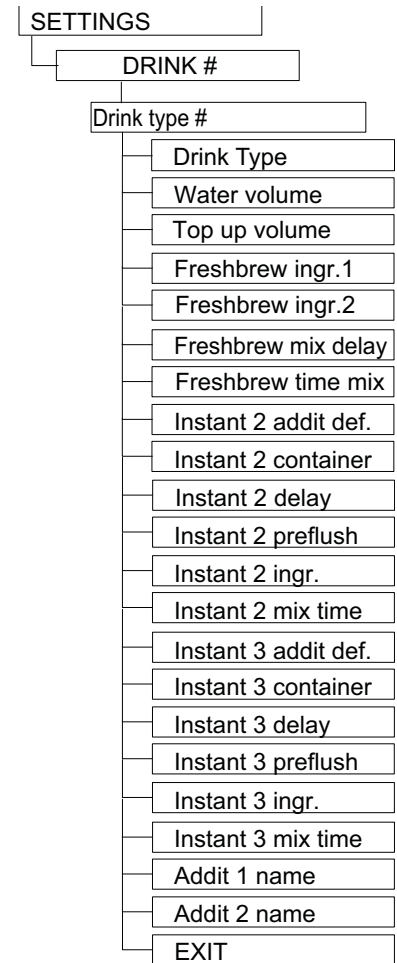 SETTINGS
DRINK #
Drink type #
Drink Type
Water volume
Top up volume
Freshbrew ingr.1
Freshbrew ingr.2
Freshbrew mix delay
Freshbrew time mix
Instant 2 addit def.
Instant 2 container
Instant 2 delay
Instant 2 preflush
Instant 2 ingr.
Instant 2 mix time
Instant 3 addit def.
Instant 3 container
Instant 3 delay
Instant 3 preflush
Instant 3 ingr.
Instant 3 mix time
Addit 1 name
Addit 2 name
EXIT